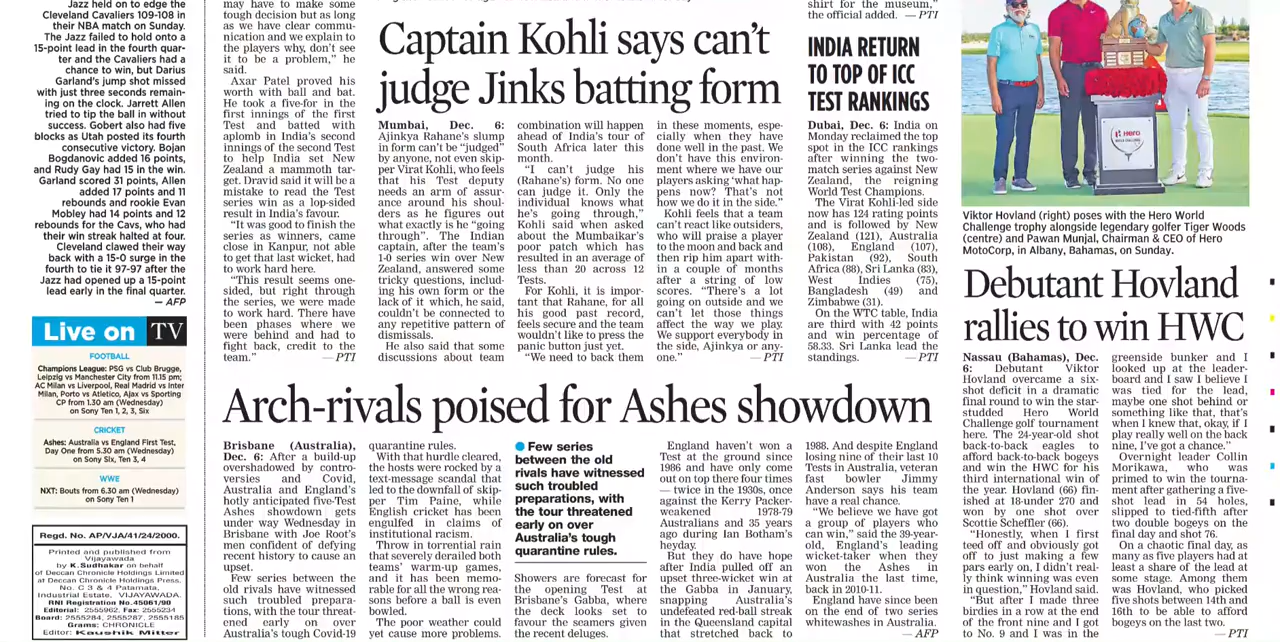 Jazz held on to edge the
Cleveland Cavaliers 109-108 in
their NBA match on Sunday.
The Jazz failed to hold onto a
15-point lead in the fourth quar-
ter and the Cavaliers had a
chance to win, but Darius
Garland's jump shot missed
with just three seconds remain-
ing on the clock. Jarrett Allen
tried to tip the ball in without
success. Gobert also had five
blocks as Utah posted its fourth
consecutive victory. Bojan
Bogdanovic added 16 points,
and Rudy Gay had 15 in the win.
Garland scored 31 points, Allen
added 17 points and 11
rebounds and rookie Evan
Mobley had 14 points and 12
rebounds for the Cavs, who had
their win streak halted at four.
Cleveland clawed their way
back with a 15-0 surge in the
fourth to tie it 97-97 after the
Jazz had opened up a 15-point
lead early in the final quarter.
— AFP
Live on TV
FOOTBALL
Champions League: PSG vs Club Brugge,
Leipzig vs Manchester City from 11.15 pm;
AC Milan vs Liverpool, Real Madrid vs Inter
Milan, Porto vs Atletico, Ajax vs Sporting
CP from 1.30 am (Wednesday)
on Sony Ten 1, 2, 3, Six
CRICKET
Ashes: Australia vs England First Test,
Day One from 5.30 am (Wednesday)
on Sony Six, Ten 3, 4
WWE
NXT: Bouts from 6.30 am (Wednesday)
on Sony Ten 1
Regd. No. AP/VJA/41/24/2000.
Printed and published from
Vijayawada
by K.Sudhakar on behalf
of Deccan Chronicle Holdings Limited
at Deccan Chronicle Holdings Press.
No. C 3 & 4 Patamata,
Industrial Estate, VIJAYAWADA.
RNI Registration No.45061/90
Editorial: 2555902, Fax: 2555234
Board: 2555284, 2555287, 2555185
Grams: CHRONICLE
Editor: Kaushik Mitter
may have to make some
tough decision but as long
as we have clear commu-
nication and we explain to
the players why, don't see
it to be a problem," he
said.
Axar Patel proved his
worth with ball and bat.
He took a five-for in the
first innings of the first
Test and batted with
aplomb in India's second
innings of the second Test
to help India set New
Zealand a mammoth tar-
get. Dravid said it will be a
mistake to read the Test
series win as a lop-sided
result in India's favour.
"It was good to finish the
series as winners, came
close in Kanpur, not able
to get that last wicket, had
to work hard here.
"This result seems one-
sided, but right through
the series, we were made
to work hard. There have
been phases where we
were behind and had to
fight back, credit to the
team." — PTI
Captain Kohli says can't
judge Jinks batting form
Mumbai, Dec. 6:
Ajinkya Rahane's slump
in form can't be "judged"
by anyone, not even skip-
per Virat Kohli, who feels
that his Test deputy
needs an arm of assur-
ance around his shoul-
ders as he figures out
what exactly is he "going
through". The Indian
captain, after the team's
1-0 series win over New
Zealand, answered some
tricky questions, includ-
ing his own form or the
lack of it which, he said,
couldn't be connected to
any repetitive pattern of
dismissals.
He also said that some
discussions about team
combination will happen
ahead of India's tour of
South Africa later this
month.
"I can't judge his
(Rahane's) form. No one
can judge it. Only the
individual knows what
he's going through,"
Kohli said when asked
about the Mumbaikar's
poor patch which has
resulted in an average of
less than 20 across 12
Tests.
For Kohli, it is impor-
tant that Rahane, for all
his good past record,
feels secure and the team
wouldn't like to press the
panic button just yet.
"We need to back them
in these moments, espe-
cially when they have
done well in the past. We
don't have this environ-
ment where we have our
players asking 'what hap
pens now? That's not
how we do it in the side."
Kohli feels that a team
can't react like outsiders,
who will praise a player
to the moon and back and
then rip him apart with-
in a couple of months
after a string of low
scores. "There's a lot
going on outside and we
can't let those things
affect the way we play.
We support everybody in
the side, Ajinkya or any-
one." — PTI
shirt for the museum,"
the official added. — PTI
INDIA RETURN
TO TOP OF ICC
TEST RANKINGS
Dubai, Dec. 6: India on
Monday reclaimed the top
spot in the ICC rankings
after winning the two-
match series against New
Zealand, the reigning
World Test Champions.
The Virat Kohli-led side
now has 124 rating points
and is followed by New
Zealand (121), Australia
(108), England (107),
Pakistan (92), South
Africa (88), Sri Lanka (83),
West Indies (75),
Bangladesh (49) and
Zimbabwe (31).
On the WTC table, India
are third with 42 points
and win percentage of
58.33. Sri Lanka lead the
standings. — PTI
Hero
Viktor Hovland (right) poses with the Hero World
Challenge trophy alongside legendary golfer Tiger Woods
(centre) and Pawan Munjal, Chairman & CEO of Hero
MotoCorp, in Albany, Bahamas, on Sunday.
Debutant Hovland
rallies to win HWC
Nassau (Bahamas), Dec.
6: Debutant Viktor
Hovland overcame a six-
shot deficit in a dramatic
final round to win the star-
studded Hero World
Challenge golf tournament
here. The 24-year-old shot
back-to-back eagles to
afford back-to-back bogeys
and win the HWC for his
third international win of
the year. Hovland (66) fin-
ished at 18-under 270 and
won by one shot over
Scottie Scheffler (66).
"Honestly, when I first
teed off and obviously got
off to just making a few
pars early on, I didn't real-
ly think winning was even
in question," Hovland said.
"But after I made three
birdies in a row at the end
of the front nine and I got
to No. 9 and I was in the
greenside bunker and I
looked up at the leader-
board and I saw I believe I
was tied for the lead,
maybe one shot behind or
something like that, that's
when I knew that, okay, if I
play really well on the back
nine, I've got a chance."
Overnight leader Collin
Morikawa, who was
primed to win the tourna-
ment after gathering a five-
shot lead in 54 holes,
slipped to tied-fifth after
two double bogeys on the
final day and shot 76.
On a chaotic final day, as
many as five players had at
least a share of the lead at
some stage. Among them
was Hovland, who picked
five shots between 14th and
16th to be able to afford
bogeys on the last two.
— PTI
Arch-rivals poised for Ashes showdown
Brisbane (Australia),
Dec. 6: After a build-up
overshadowed by contro-
versies and Covid,
Australia and England's
hotly anticipated five-Test
Ashes showdown gets
under way Wednesday in
Brisbane with Joe Root's
men confident of defying
recent history to cause an
upset.
Few series between the
old rivals have witnessed
such troubled prepara-
tions, with the tour threat-
ened early on over
Australia's tough Covid-19
quarantine rules.
With that hurdle cleared,
the hosts were rocked by a
text-message scandal that
led to the downfall of skip-
per Tim Paine, while
English cricket has been
engulfed in claims of
institutional racism.
Throw in torrential rain
that severely derailed both
teams' warm-up games,
and it has been memo-
rable for all the wrong rea-
sons before a ball is even
bowled.
The poor weather could
yet cause more problems.
● Few series
between the old
rivals have witnessed
such troubled
preparations, with
the tour threatened
early on over
Australia's tough
quarantine rules.
Showers are forecast for
the opening Test at
Brisbane's Gabba, where
the deck looks set to
favour the seamers given
the recent deluges.
England haven't won a
Test at the ground since
1986 and have only come
out on top there four times
— twice in the 1930s, once
against the Kerry Packer-
weakened 1978-79
Australians and 35 years
ago during Ian Botham's
heyday.
But they do have hope
after India pulled off an
upset three-wicket win at
the Gabba in January,
snapping Australia's
undefeated red-ball streak
in the Queensland capital
that stretched back to
1988. And despite England
losing nine of their last 10
Tests in Australia, veteran
fast bowler Jimmy
Anderson says his team
have a real chance.
"We believe we have got
a group of players who
can win," said the 39-year-
old, England's leading
wicket-taker when they
won the Ashes in
Australia the last time,
back in 2010-11.
England have since been
on the end of two series
whitewashes in Australia.
— AFP